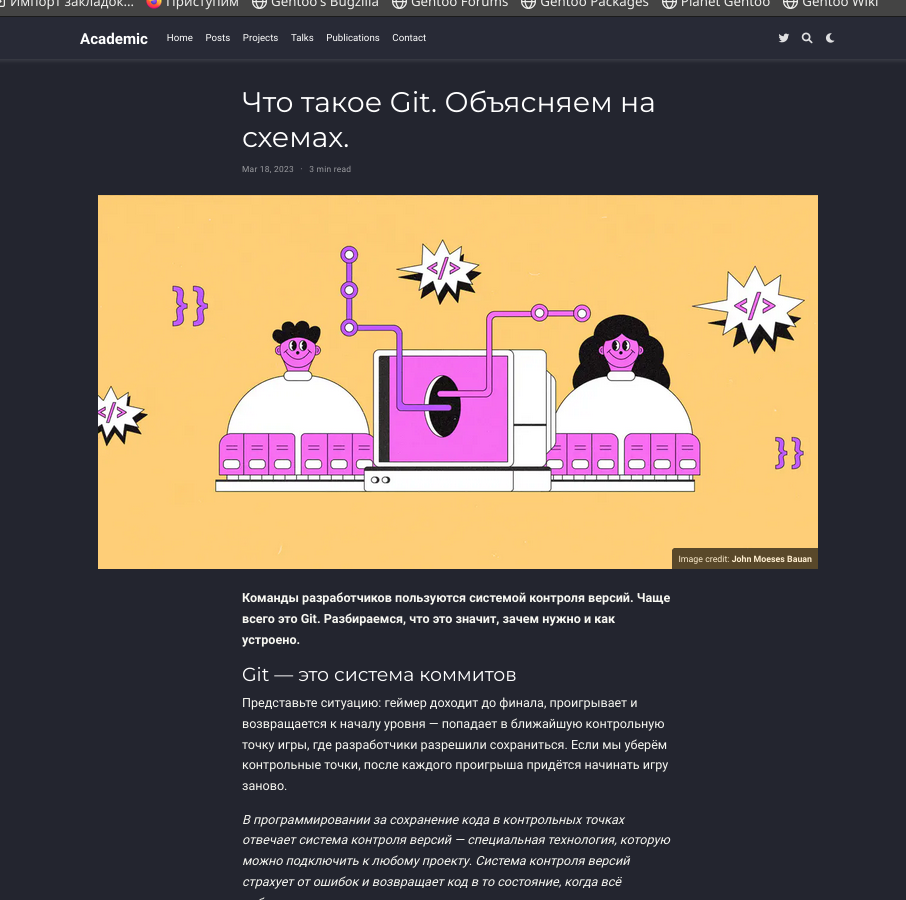 Импорт закладок... Приступим Gentoo's Bugzilla Gentoo Forums Gentoo Packages Planet Gentoo Gentoo Wiki
Academic Home Posts Projects Talks Publications Contact
Что такое Git. Объясняем на
схемах.
Mar 18, 2023 · 3 min read
</>
</>
}}
</>
}}
Image credit: John Moeses Bauan
Команды разработчиков пользуются системой контроля версий. Чаще
всего это Git. Разбираемся, что это значит, зачем нужно и как
устроено.
Git — это система коммитов
Представьте ситуацию: геймер доходит до финала, проигрывает и
возвращается к началу уровня — попадает в ближайшую контрольную
точку игры, где разработчики разрешили сохраниться. Если мы уберём
контрольные точки, после каждого проигрыша придётся начинать игру
заново.
В программировании за сохранение кода в контрольных точках
отвечает система контроля версий — специальная технология, которую
можно подключить к любому проекту. Система контроля версий
страхует от ошибок и возвращает код в то состояние, когда всё